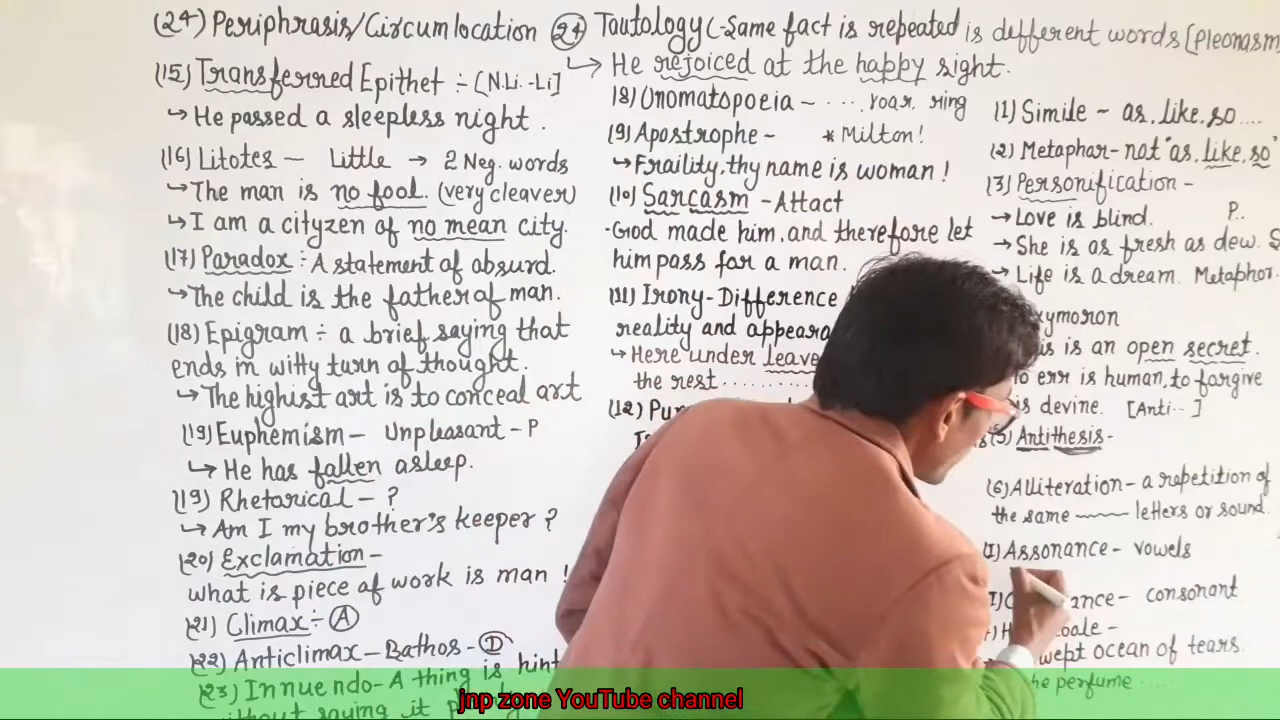 (24) Periphrasis/Circumlocation
(15) Transferred Epithet ÷ [N.Li. - Li]
↪ He passed a sleepless night.
(16) Litotes – Little → 2 Neg. words
↪ The man is no fool. (very cleaver)
↪ I am a cityzen of no mean city.
(17) Paradox ÷ A statement of absurd.
↪ The child is the father of man.
(18) Epigram ÷ a brief saying that
ends in witty turn of thought.
↪ The highist art is to conceal art
(19) Euphemism – Unpleasant – P
↪ He has fallen asleep.
(19) Rhetarical – ?
↪ Am I my brother's keeper ?
(20) Exclamation –
what is piece of work is man !
(21) Climax ÷ (A)
(22) Anticlimax – Bathos – (D)
(23) Innuendo – A thing is hint
without saying it
(24) Tautology (- Same fact is repeated is different words [Pleonasm
↪ He rejoiced at the happy sight.
(8) Onomatopoeia – .... roar. ring
(9) Apostrophe – * Milton!
↪ Fraility, thy name is woman !
(10) Sarcasm – Attact
God made him, and therefore let
him pass for a man.
(11) Irony – Difference
reality and appeara
↪ Here under leave
the rest ..........
(12)
(1) Simile – as, like, so ....
(2) Metaphar – not "as, like, so"
(3) Personification –
→ Love is blind. P..
→ She is as fresh as dew. S
→ Life is a dream. Metaphor.
xymoron
is is an open secret.
To err is human, to forgive
is devine. [Anti..]
(5) Antithesis –
(6) Alliteration – a repetition of
the same letters or sound.
(I) Assonance – vowels
ance – consonant
oale –
wept ocean of tears.
he perfume .....
jnp zone YouTube channel